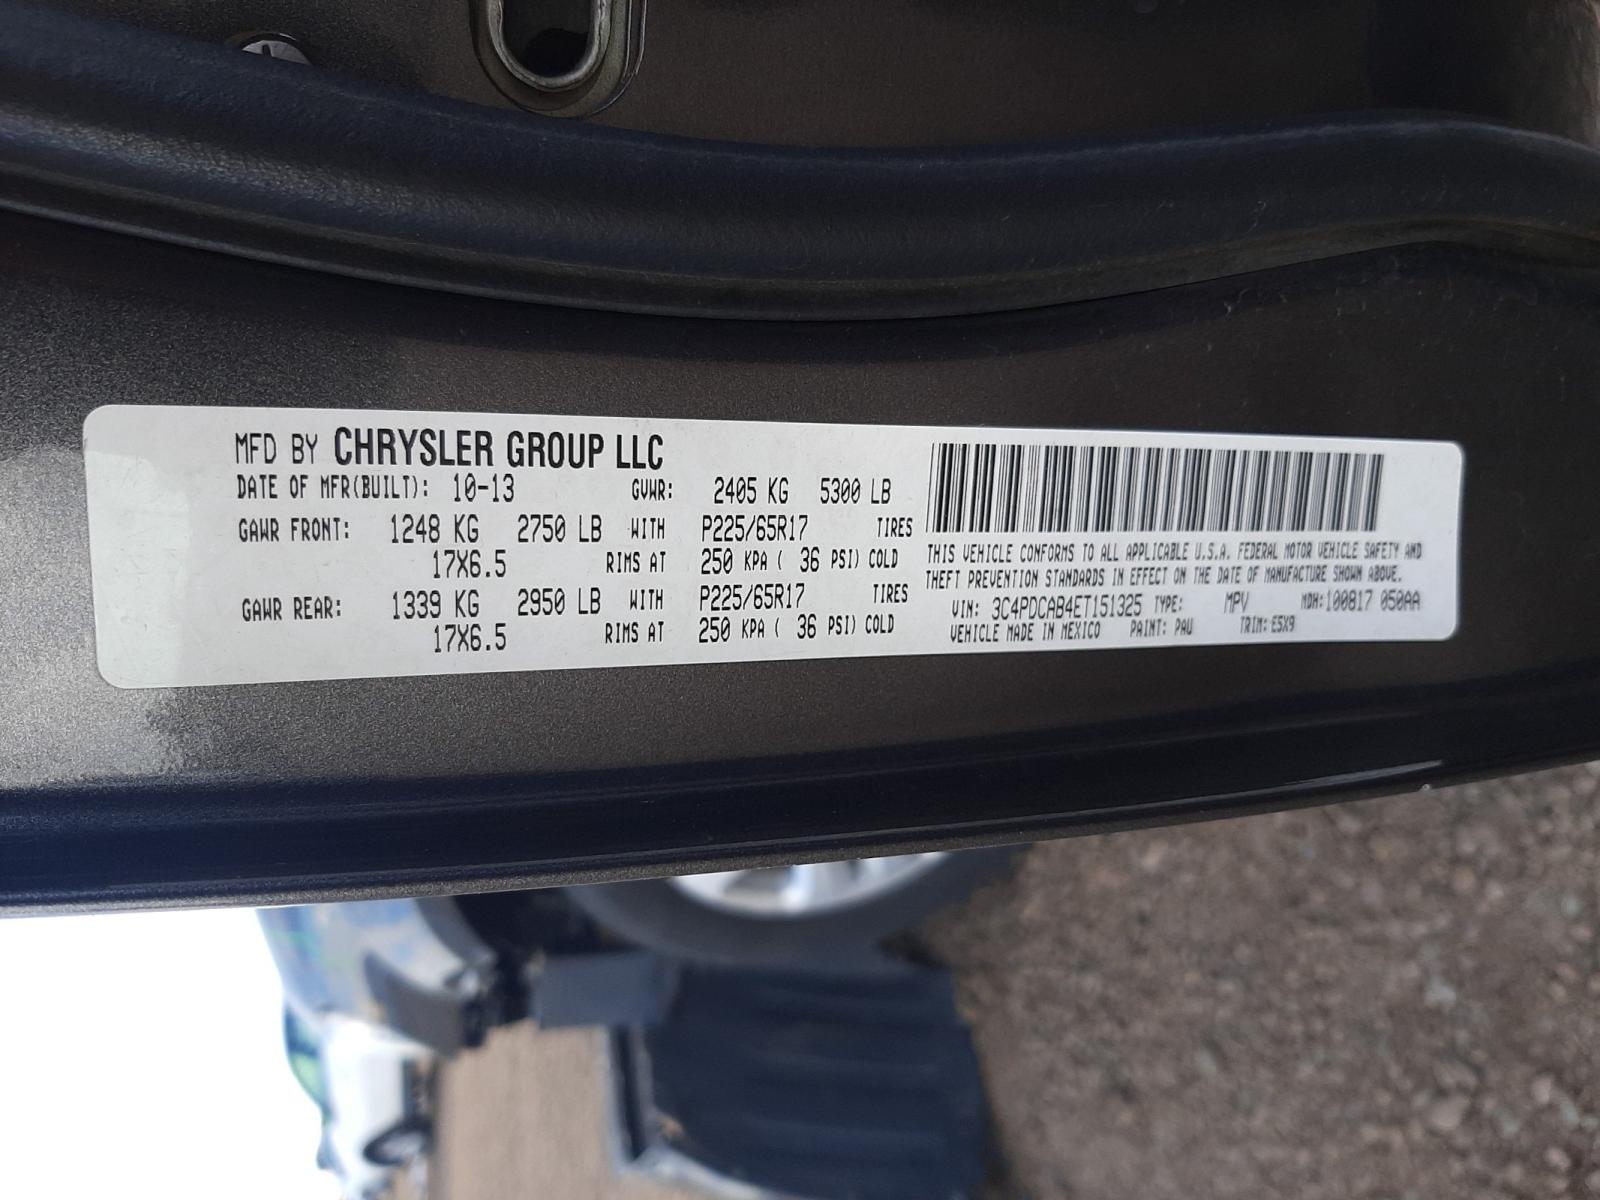 MFD BY CHRYSLER GROUP LLC
DATE OF MFR(BUILT): 10-13 GVWR: 2405 KG 5300 LB
GAWR FRONT: 1248 KG 2750 LB WITH P225/65R17 TIRES
17X6.5 RIMS AT 250 KPA ( 36 PSI) COLD
GAWR REAR: 1339 KG 2950 LB WITH P225/65R17 TIRES
17X6.5 RIMS AT 250 KPA ( 36 PSI) COLD
THIS VEHICLE CONFORMS TO ALL APPLICABLE U.S.A. FEDERAL MOTOR VEHICLE SAFETY AND
THEFT PREVENTION STANDARDS IN EFFECT ON THE DATE OF MANUFACTURE SHOWN ABOVE.
VIN: 3C4PDCAB4ET151325 TYPE: MPV MDH:100817 050AA
VEHICLE MADE IN MEXICO PAINT: PAU TRIM: E5X9